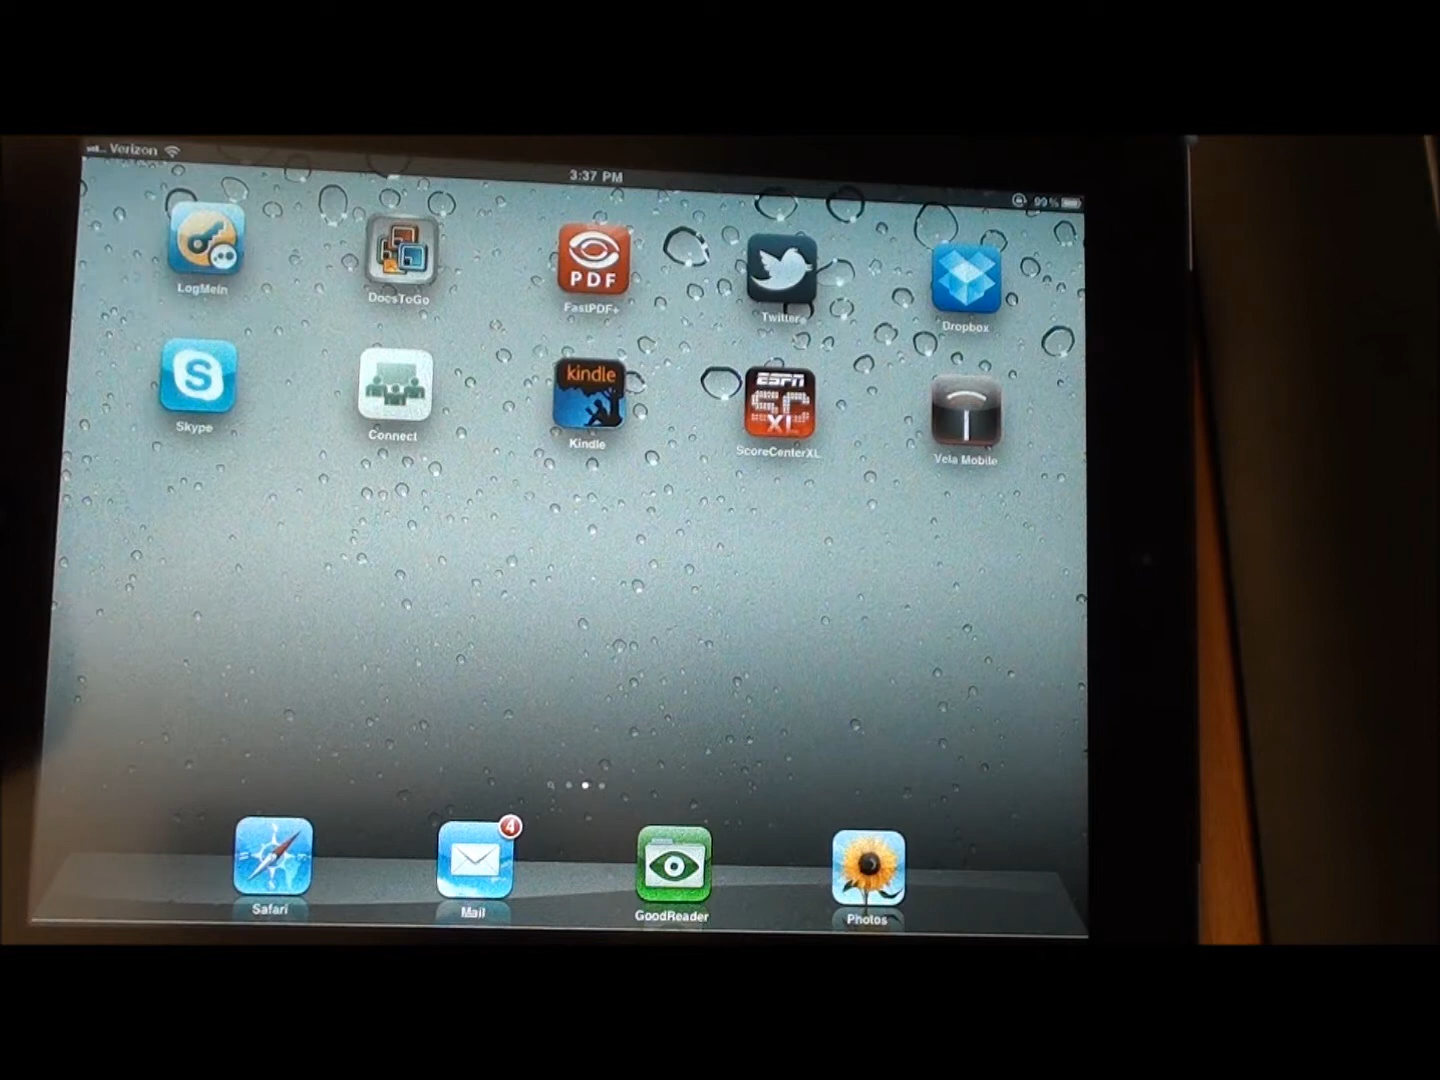 Verizon
3:37 PM
99%
LogMeIn
DocsToGo
PDF
FastPDF+
Twitter
Dropbox
S
Skype
Connect
kindle
Kindle
ESPN
SC
XL
ScoreCenterXL
Vela Mobile
4
Safari
Mail
GoodReader
Photos